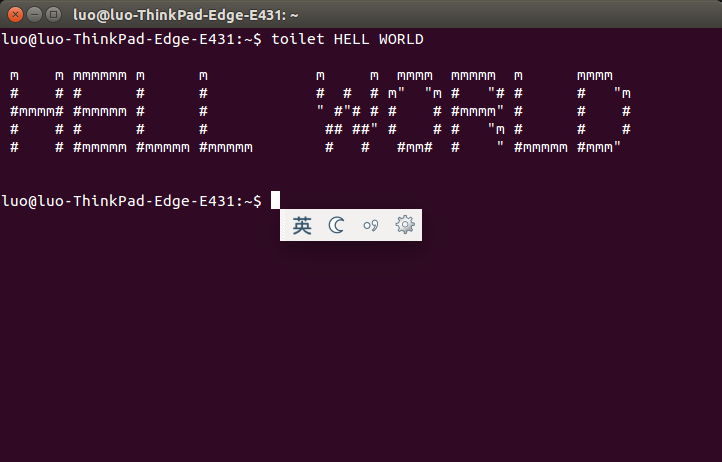 luo@luo-ThinkPad-Edge-E431: ~
luo@luo-ThinkPad-Edge-E431:~$ toilet HELL WORLD
 m    m mmmmmm m      m            m     m  mmmm  mmmmm  m      mmmm
 #    # #      #      #            #  #  # m"  "m #   "# #      #   "m
 #mmmm# #mmmmm #      #            " #"# # #    # #mmmm" #      #    #
 #    # #      #      #             ## ##" #    # #   "m #      #    #
 #    # #mmmmm #mmmmm #mmmmm        #   #   #mm#  #    " #mmmmm #mmm"
luo@luo-ThinkPad-Edge-E431:~$
英